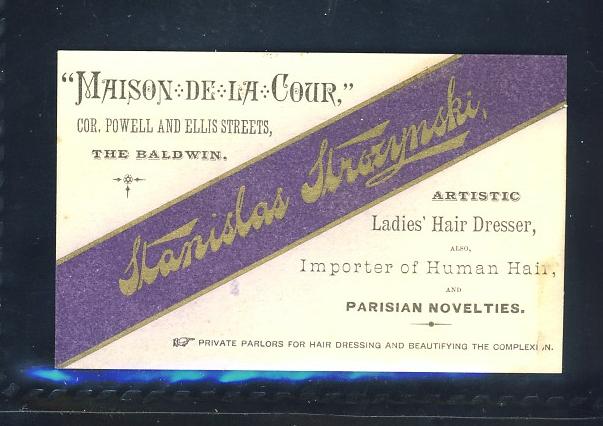 “MAISON·DE·LA·COUR,”
COR. POWELL AND ELLIS STREETS,
THE BALDWIN.
Stanislas Strozynski,
ARTISTIC
Ladies' Hair Dresser,
ALSO,
Importer of Human Hair,
AND
PARISIAN NOVELTIES.
☞ PRIVATE PARLORS FOR HAIR DRESSING AND BEAUTIFYING THE COMPLEXION.